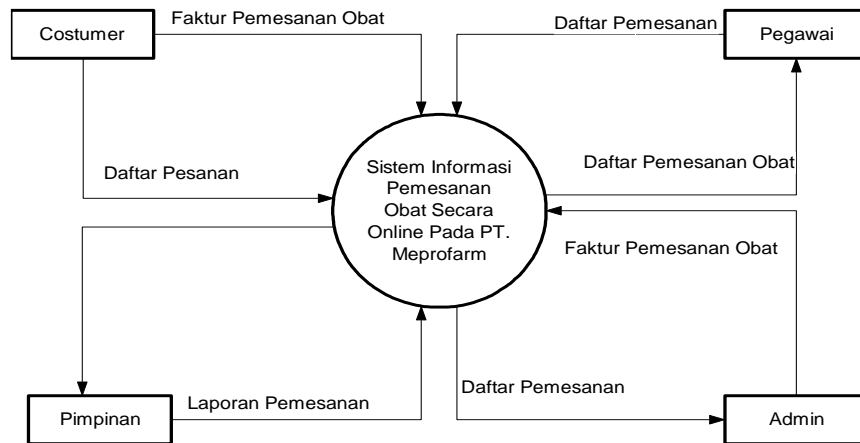 Faktur Pemesanan Obat
Costumer
Daftar Pemesanan
Pegawai
Daftar Pesanan
Sistem Informasi
Pemesanan
Obat Secara
Online Pada PT.
Meprofarm
Daftar Pemesanan Obat
Faktur Pemesanan Obat
Pimpinan
Laporan Pemesanan
Daftar Pemesanan
Admin